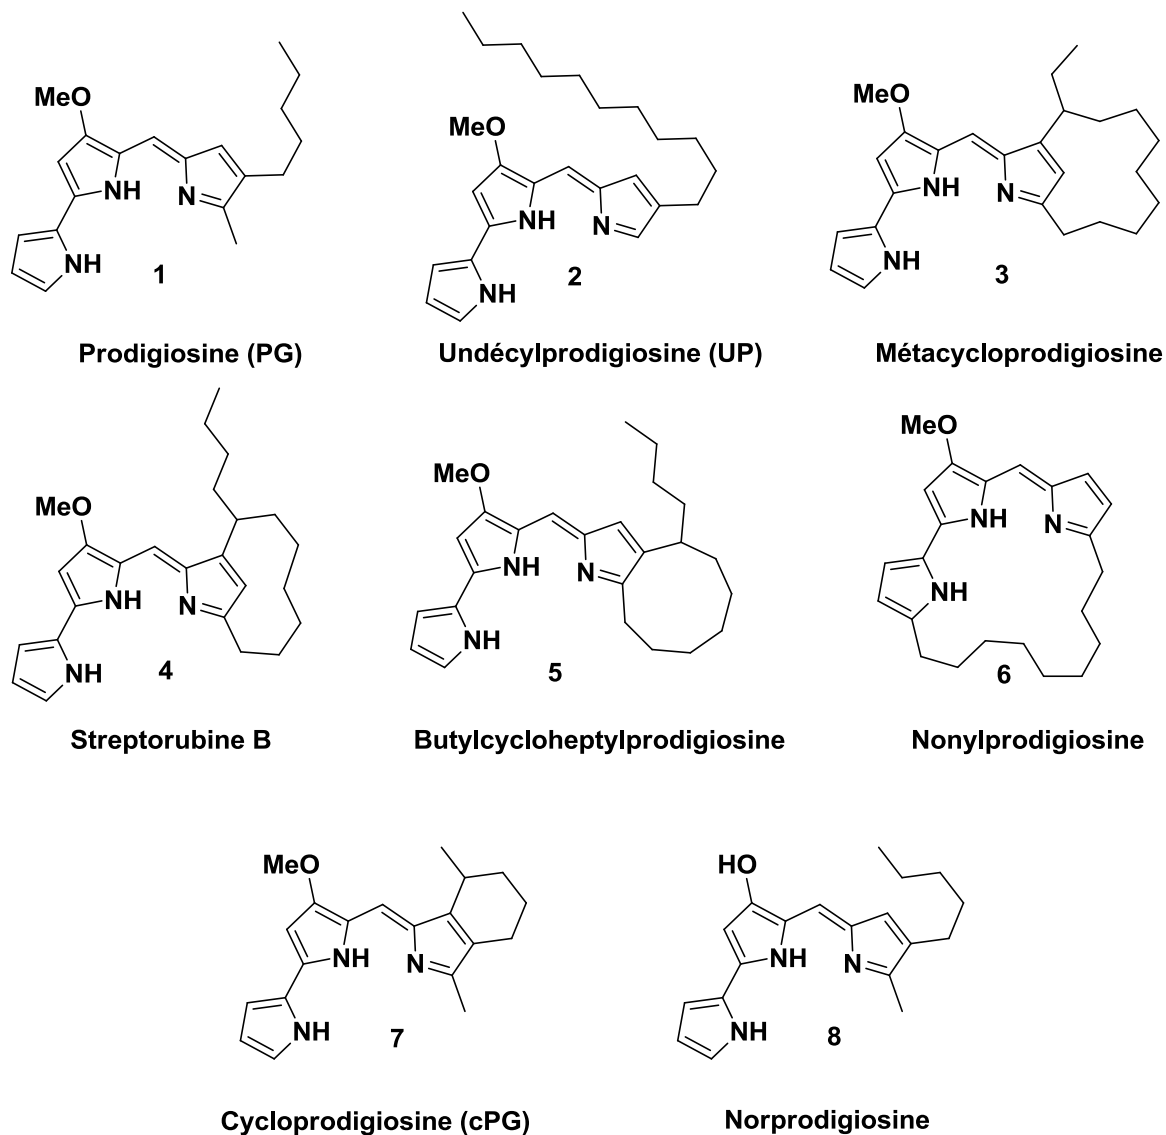 MeO
NH
N
NH
1
Prodigiosine (PG)
MeO
NH
N
NH
2
Undécylprodigiosine (UP)
MeO
NH
N
NH
3
Métacycloprodigiosine
MeO
NH
N
NH
4
Streptorubine B
MeO
NH
N
NH
5
Butylcycloheptylprodigiosine
MeO
NH
N
NH
6
Nonylprodigiosine
MeO
NH
N
NH
7
Cycloprodigiosine (cPG)
HO
NH
N
NH
8
Norprodigiosine